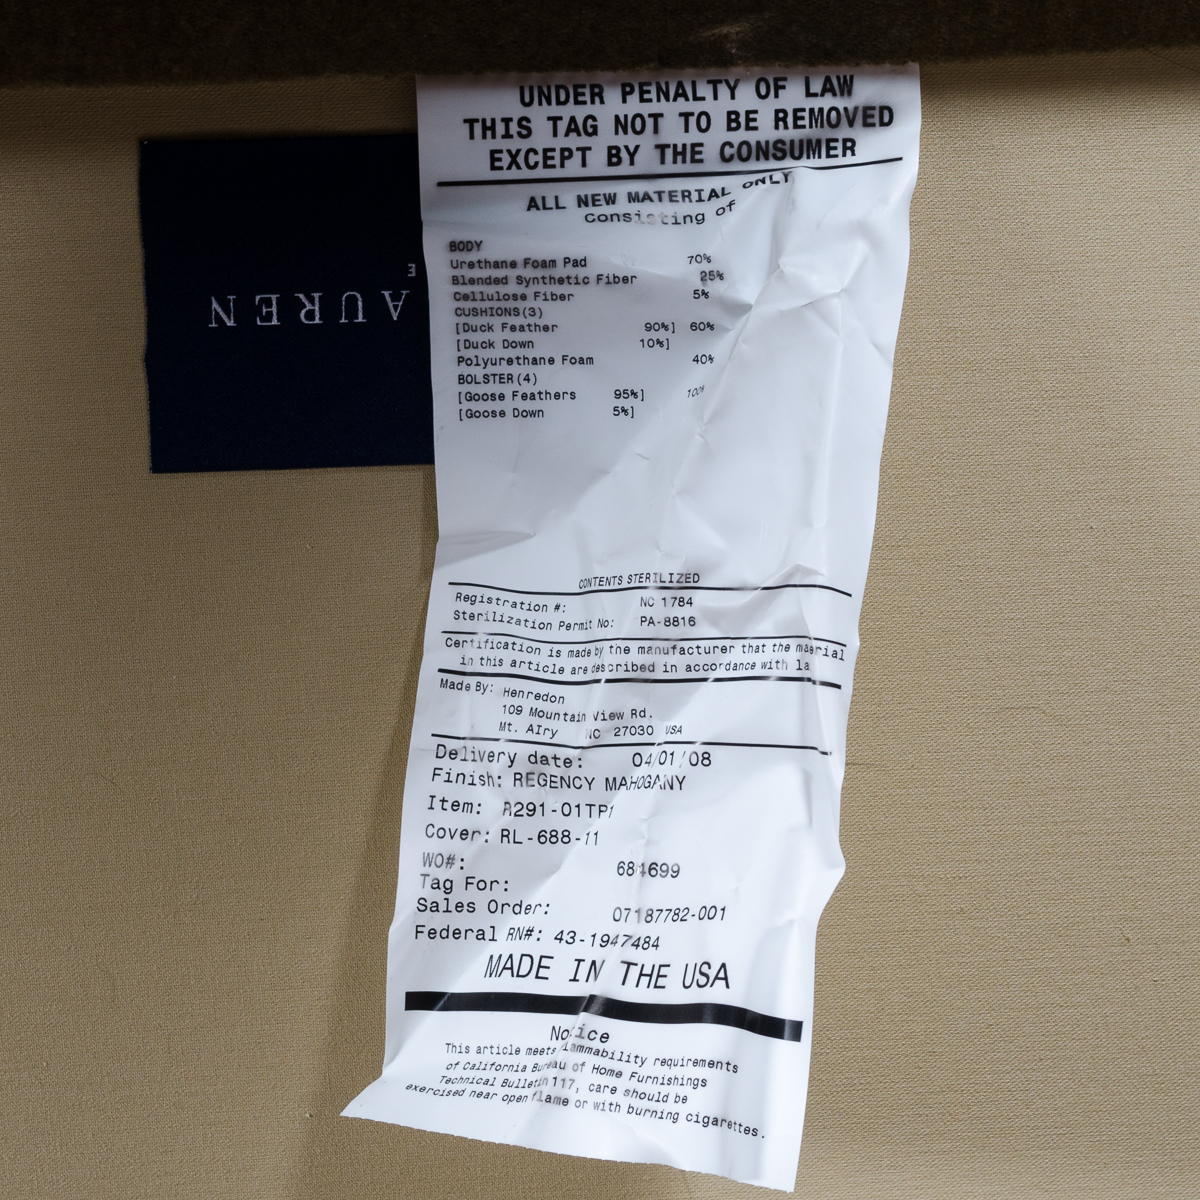 UNDER PENALTY OF LAW
THIS TAG NOT TO BE REMOVED
EXCEPT BY THE CONSUMER
ALL NEW MATERIAL ONLY
consisting of
BODY
Urethane Foam Pad 70%
Blended Synthetic Fiber 25%
Cellulose Fiber 5%
CUSHIONS(3)
[Duck Feather 90%] 60%
[Duck Down 10%]
Polyurethane Foam 40%
BOLSTER(4)
[Goose Feathers 95%] 100%
[Goose Down 5%]
CONTENTS STERILIZED
Registration #: NC 1784
Sterilization Permit No: PA-8816
Certification is made by the manufacturer that the material
in this article are described in accordance with la
Made By: Henredon
109 Mountain View Rd.
Mt. AIry NC 27030 USA
Delivery date: 04/01/08
Finish: REGENCY MAHOGANY
Item:
Cover: RL-688-11
WO#:
Tag For:
Sales Order: 07187782-001
Federal RN#: 43-1947484
MADE IN THE USA
Notice
This article meets flammability requirements
of California Bureau of Home Furnishings
Technical Bulletin 117, care should be
exercised near open flame or with burning cigarettes.
AUREN
E